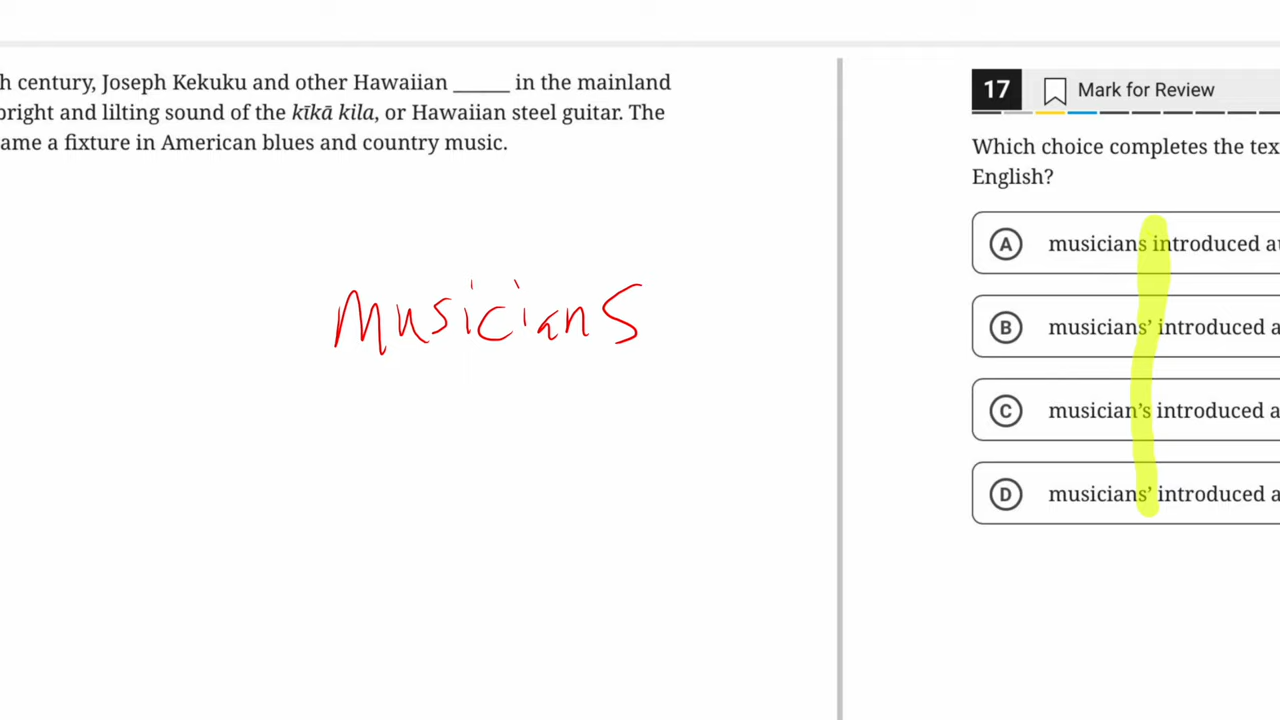 h century, Joseph Kekuku and other Hawaiian ______ in the mainland
bright and lilting sound of the kīkā kila, or Hawaiian steel guitar. The
ame a fixture in American blues and country music.
musicians
17 Mark for Review
Which choice completes the tex
English?
A musicians introduced au
B musicians’ introduced a
C musician’s introduced a
D musicians’ introduced a